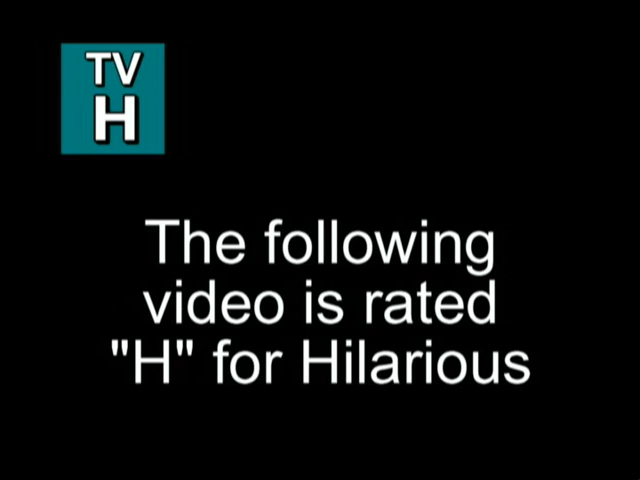 TV
H
The following
video is rated
"H" for Hilarious